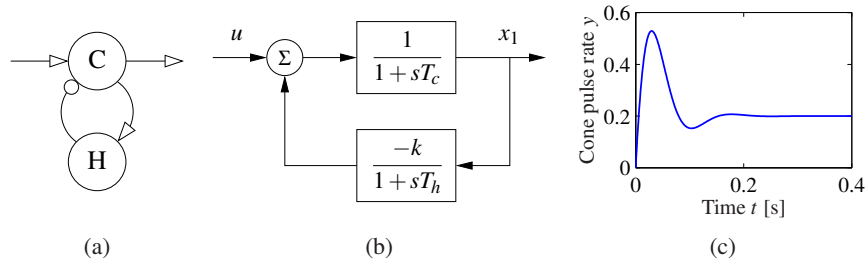 C
H
(a)
u
Σ
1
1 + sT_c
x_1
-k
1 + sT_h
(b)
Cone pulse rate y
0.6
0.4
0.2
0
0
0.2
0.4
Time t [s]
(c)